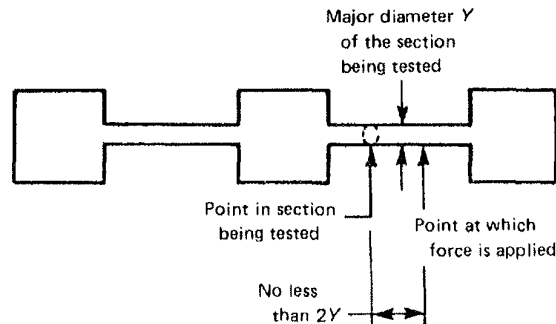 Major diameter Y
of the section
being tested
Point in section
being tested
Point at which
force is applied
No less
than 2Y